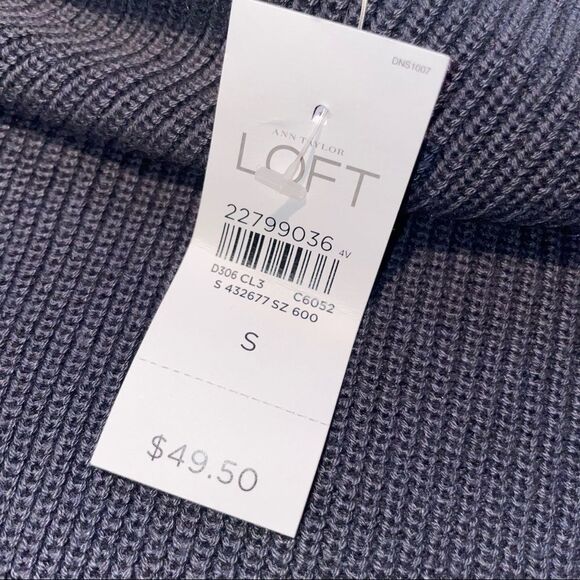 DNS1007
ANN TAYLOR
LOFT
22799036
4V
D306 CL3 C6052
S 432677 SZ 600
S
$49.50